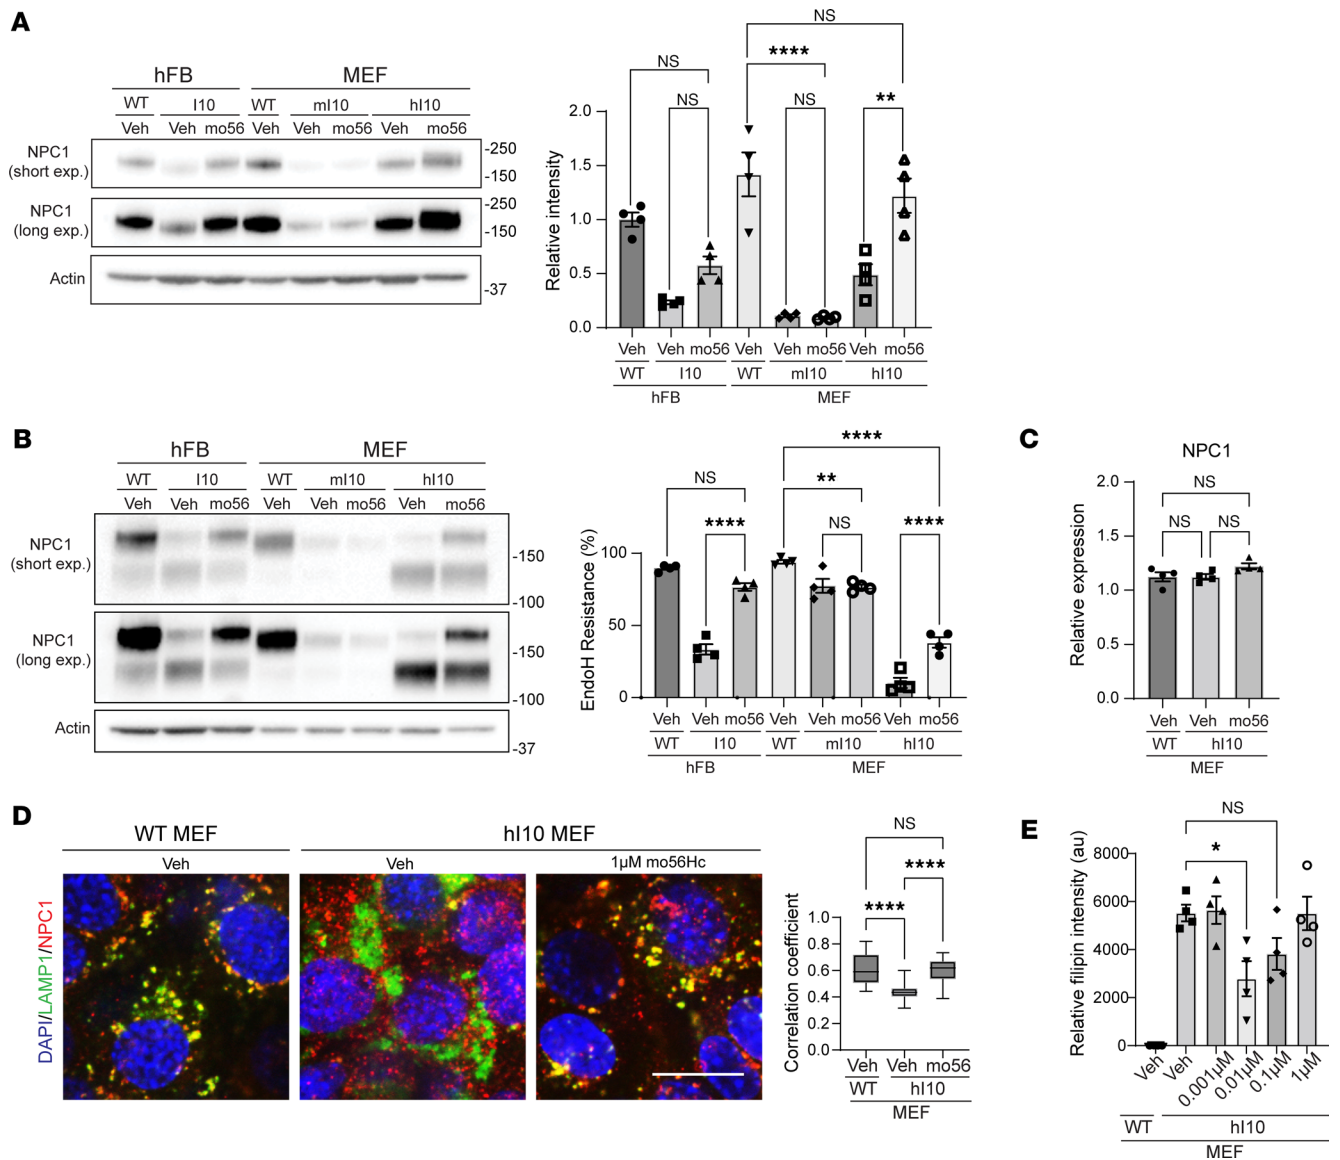 A
hFB MEF
WT I10 WT mI10 hI10
Veh Veh mo56 Veh Veh mo56 Veh mo56
NPC1
(short exp.)
-250
-150
NPC1
(long exp.)
-250
-150
Actin
-37
NS
****
NS
NS
NS
**
Relative intensity
2.0
1.5
1.0
0.5
0.0
Veh Veh mo56 Veh Veh mo56 Veh mo56
WT I10 WT mI10 hI10
hFB MEF
B
hFB MEF
WT I10 WT mI10 hI10
Veh Veh mo56 Veh Veh mo56 Veh mo56
NPC1
(short exp.)
-150
-100
NPC1
(long exp.)
-150
-100
Actin
-37
****
NS
**
****
NS
****
EndoH Resistance (%)
100
50
0
Veh Veh mo56 Veh Veh mo56 Veh mo56
WT I10 WT mI10 hI10
hFB MEF
C
NPC1
NS
NS NS
Relative expression
2.0
1.5
1.0
0.5
0.0
Veh Veh mo56
WT hI10
MEF
D
WT MEF hI10 MEF
Veh Veh 1µM mo56Hc
DAPI/LAMP1/NPC1
NS
****
****
Correlation coefficient
1.0
0.8
0.6
0.4
0.2
0.0
Veh Veh mo56
WT hI10
MEF
E
NS
*
Relative filipin intensity (au)
8000
6000
4000
2000
0
Veh Veh 0.001µM 0.01µM 0.1µM 1µM
WT hI10
MEF